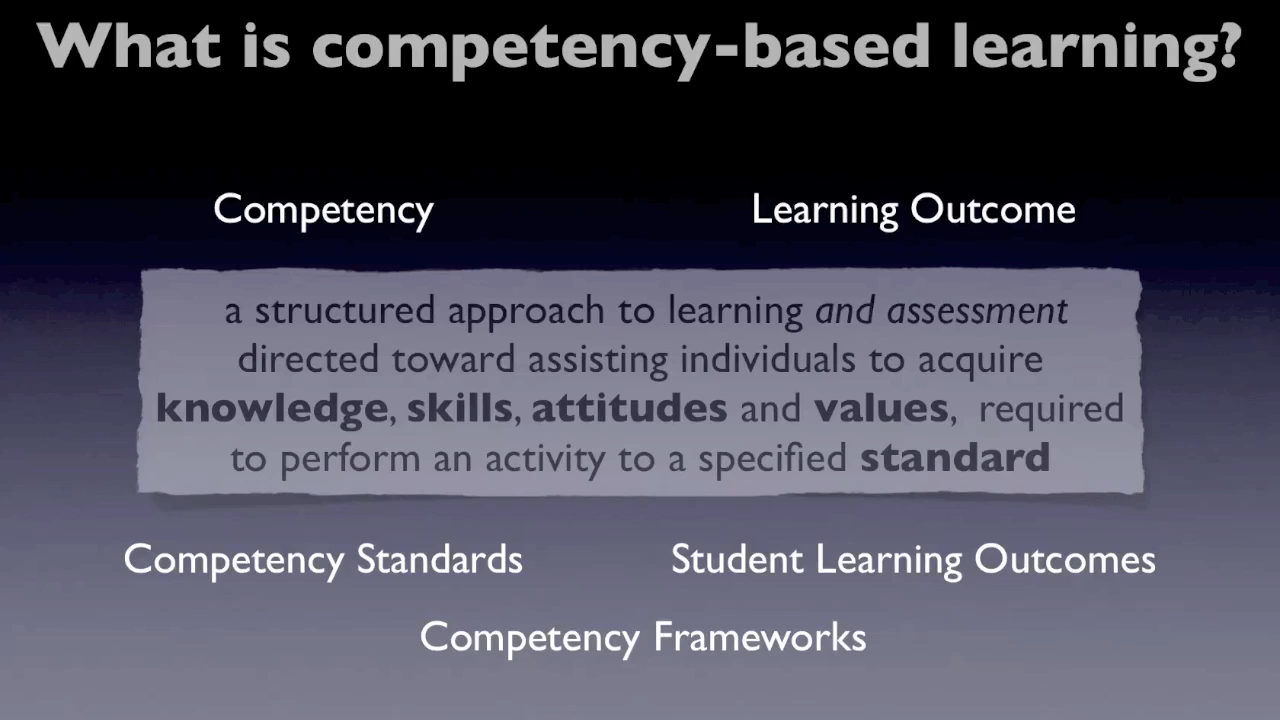 What is competency-based learning?
Competency
Learning Outcome
a structured approach to learning and assessment
directed toward assisting individuals to acquire
knowledge, skills, attitudes and values, required
to perform an activity to a specified standard
Competency Standards
Student Learning Outcomes
Competency Frameworks